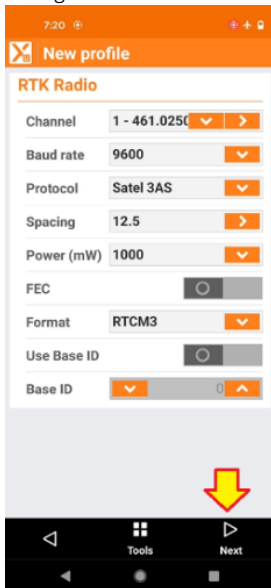 7:20
New profile
RTK Radio
Channel 1 - 461.0250
Baud rate 9600
Protocol Satel 3AS
Spacing 12.5
Power (mW) 1000
FEC
Format RTCM3
Use Base ID
Base ID 0
Tools Next